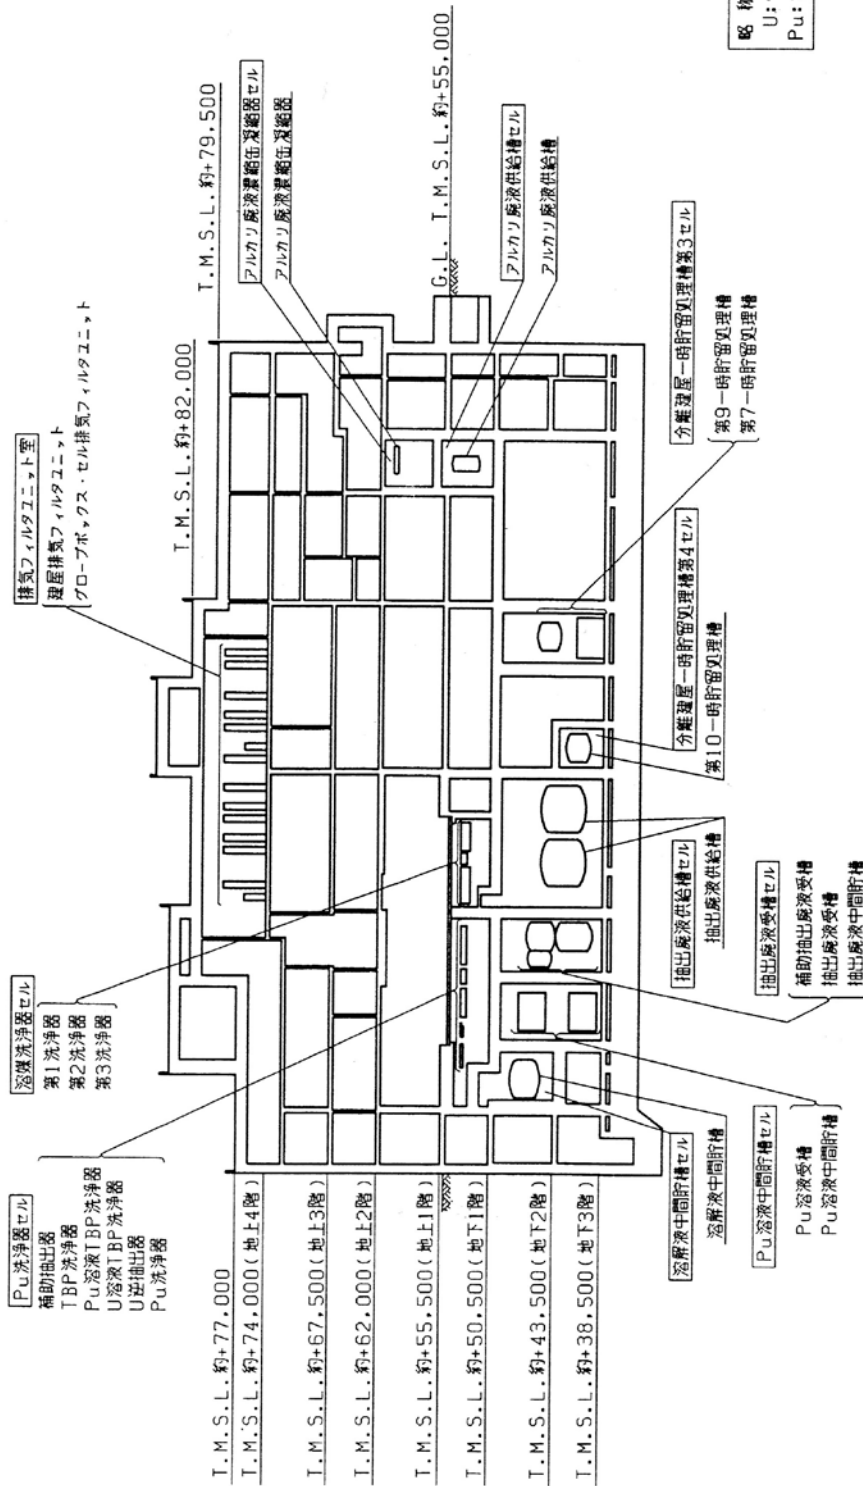 Pu洗浄器セル
補助抽出器
TBP洗浄器
Pu溶液TBP洗浄器
U溶液TBP洗浄器
U逆抽出器
Pu洗浄器
溶媒洗浄器セル
第1洗浄器
第2洗浄器
第3洗浄器
排気フィルタユニット室
建屋排気フィルタユニット
グローブボックス・セル排気フィルタユニット
T.M.S.L.約+82,000
T.M.S.L.約+79,500
アルカリ廃液濃縮缶凝縮器セル
アルカリ廃液濃縮缶凝縮器
G.L. T.M.S.L.約+55,000
アルカリ廃液供給槽セル
アルカリ廃液供給槽
T.M.S.L.約+77,000
T.M.S.L.約+74,000(地上4階)
T.M.S.L.約+67,500(地上3階)
T.M.S.L.約+62,000(地上2階)
T.M.S.L.約+55,500(地上1階)
T.M.S.L.約+50,500(地下1階)
T.M.S.L.約+43,500(地下2階)
T.M.S.L.約+38,500(地下3階)
溶解液中間貯槽セル
溶解液中間貯槽
Pu溶液中間貯槽セル
Pu溶液受槽
Pu溶液中間貯槽
抽出廃液供給槽セル
抽出廃液供給槽
抽出廃液受槽セル
補助抽出廃液受槽
抽出廃液受槽
抽出廃液中間貯槽
分離建屋一時貯留処理槽第4セル
第10一時貯留処理槽
分離建屋一時貯留処理槽第3セル
第9一時貯留処理槽
第7一時貯留処理槽
略
U:
Pu: